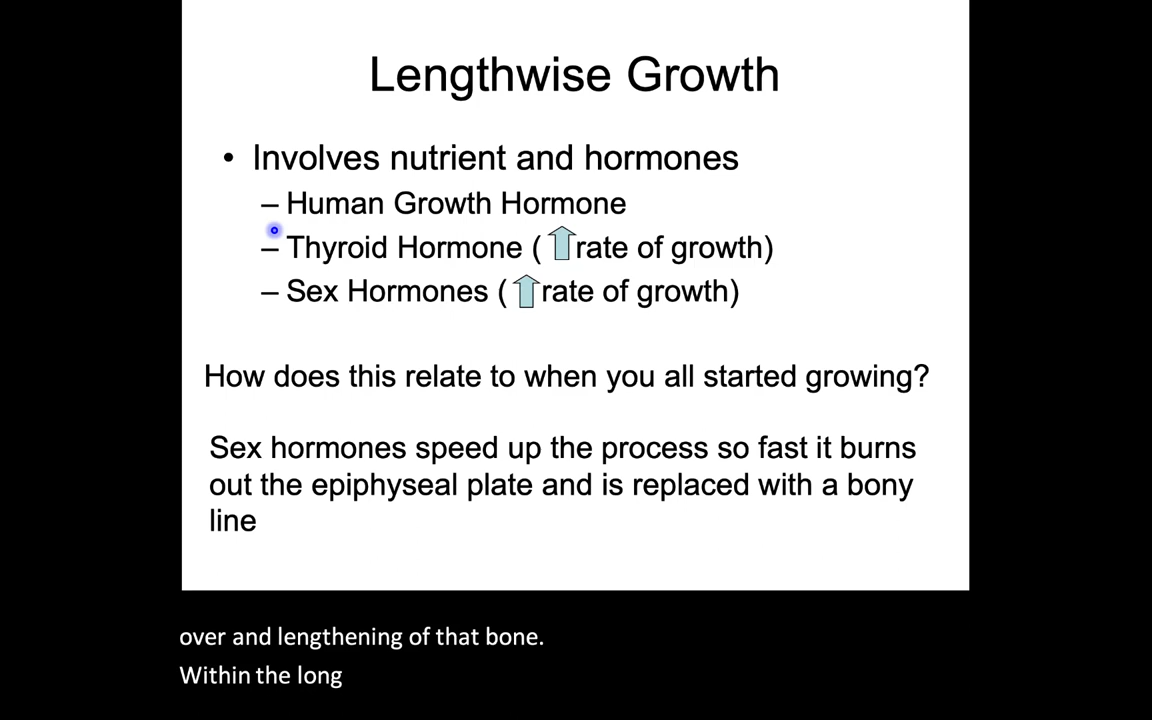 Lengthwise Growth
• Involves nutrient and hormones
– Human Growth Hormone
– Thyroid Hormone ( rate of growth)
– Sex Hormones ( rate of growth)
How does this relate to when you all started growing?
Sex hormones speed up the process so fast it burns
out the epiphyseal plate and is replaced with a bony
line
over and lengthening of that bone.
Within the long